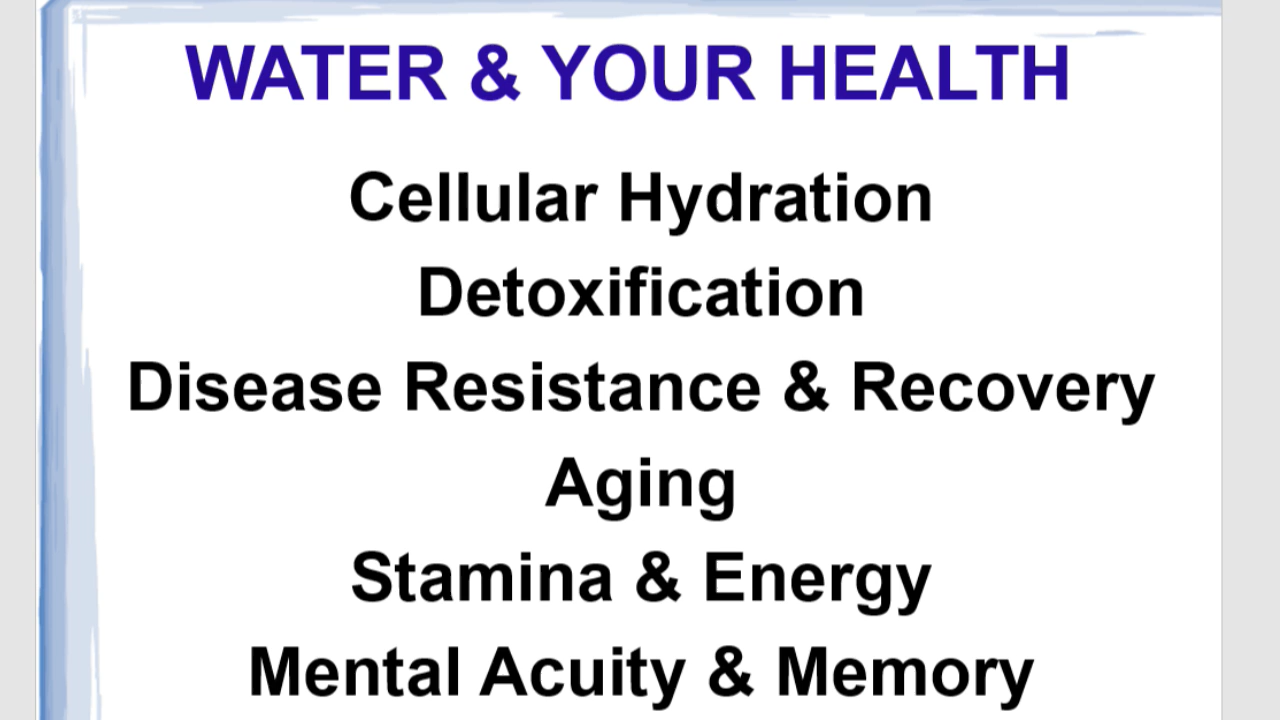 WATER & YOUR HEALTH
Cellular Hydration
Detoxification
Disease Resistance & Recovery
Aging
Stamina & Energy
Mental Acuity & Memory